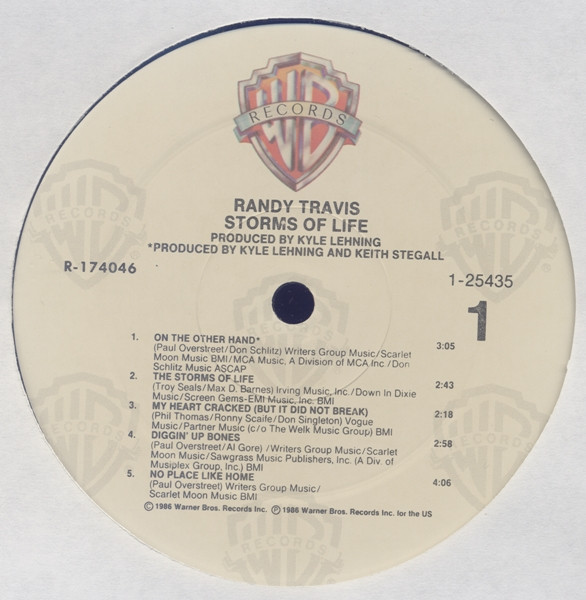 RECORDS
RANDY TRAVIS
STORMS OF LIFE
PRODUCED BY KYLE LEHNING
*PRODUCED BY KYLE LEHNING AND KEITH STEGALL
R-174046
1-25435
1
1. ON THE OTHER HAND* 3:05
(Paul Overstreet/Don Schlitz) Writers Group Music/Scarlet
Moon Music BMI/MCA Music, A Division of MCA Inc./Don
Schlitz Music ASCAP
2. THE STORMS OF LIFE 2:43
(Troy Seals/Max D. Barnes) Irving Music, Inc./Down In Dixie
Music/Screen Gems-EMI Music, Inc. BMI
3. MY HEART CRACKED (BUT IT DID NOT BREAK) 2:18
(Phil Thomas/Ronny Scaife/Don Singleton) Vogue
Music/Partner Music (c/o The Welk Music Group) BMI
4. DIGGIN' UP BONES 2:58
(Paul Overstreet/Al Gore) /Writers Group Music/Scarlet
Moon Music/Sawgrass Music Publishers, Inc. (A Div. of
Musiplex Group, Inc.) BMI
5. NO PLACE LIKE HOME 4:06
(Paul Overstreet) Writers Group Music/
Scarlet Moon Music BMI
© 1986 Warner Bros. Records Inc. ℗ 1986 Warner Bros. Records Inc. for the US